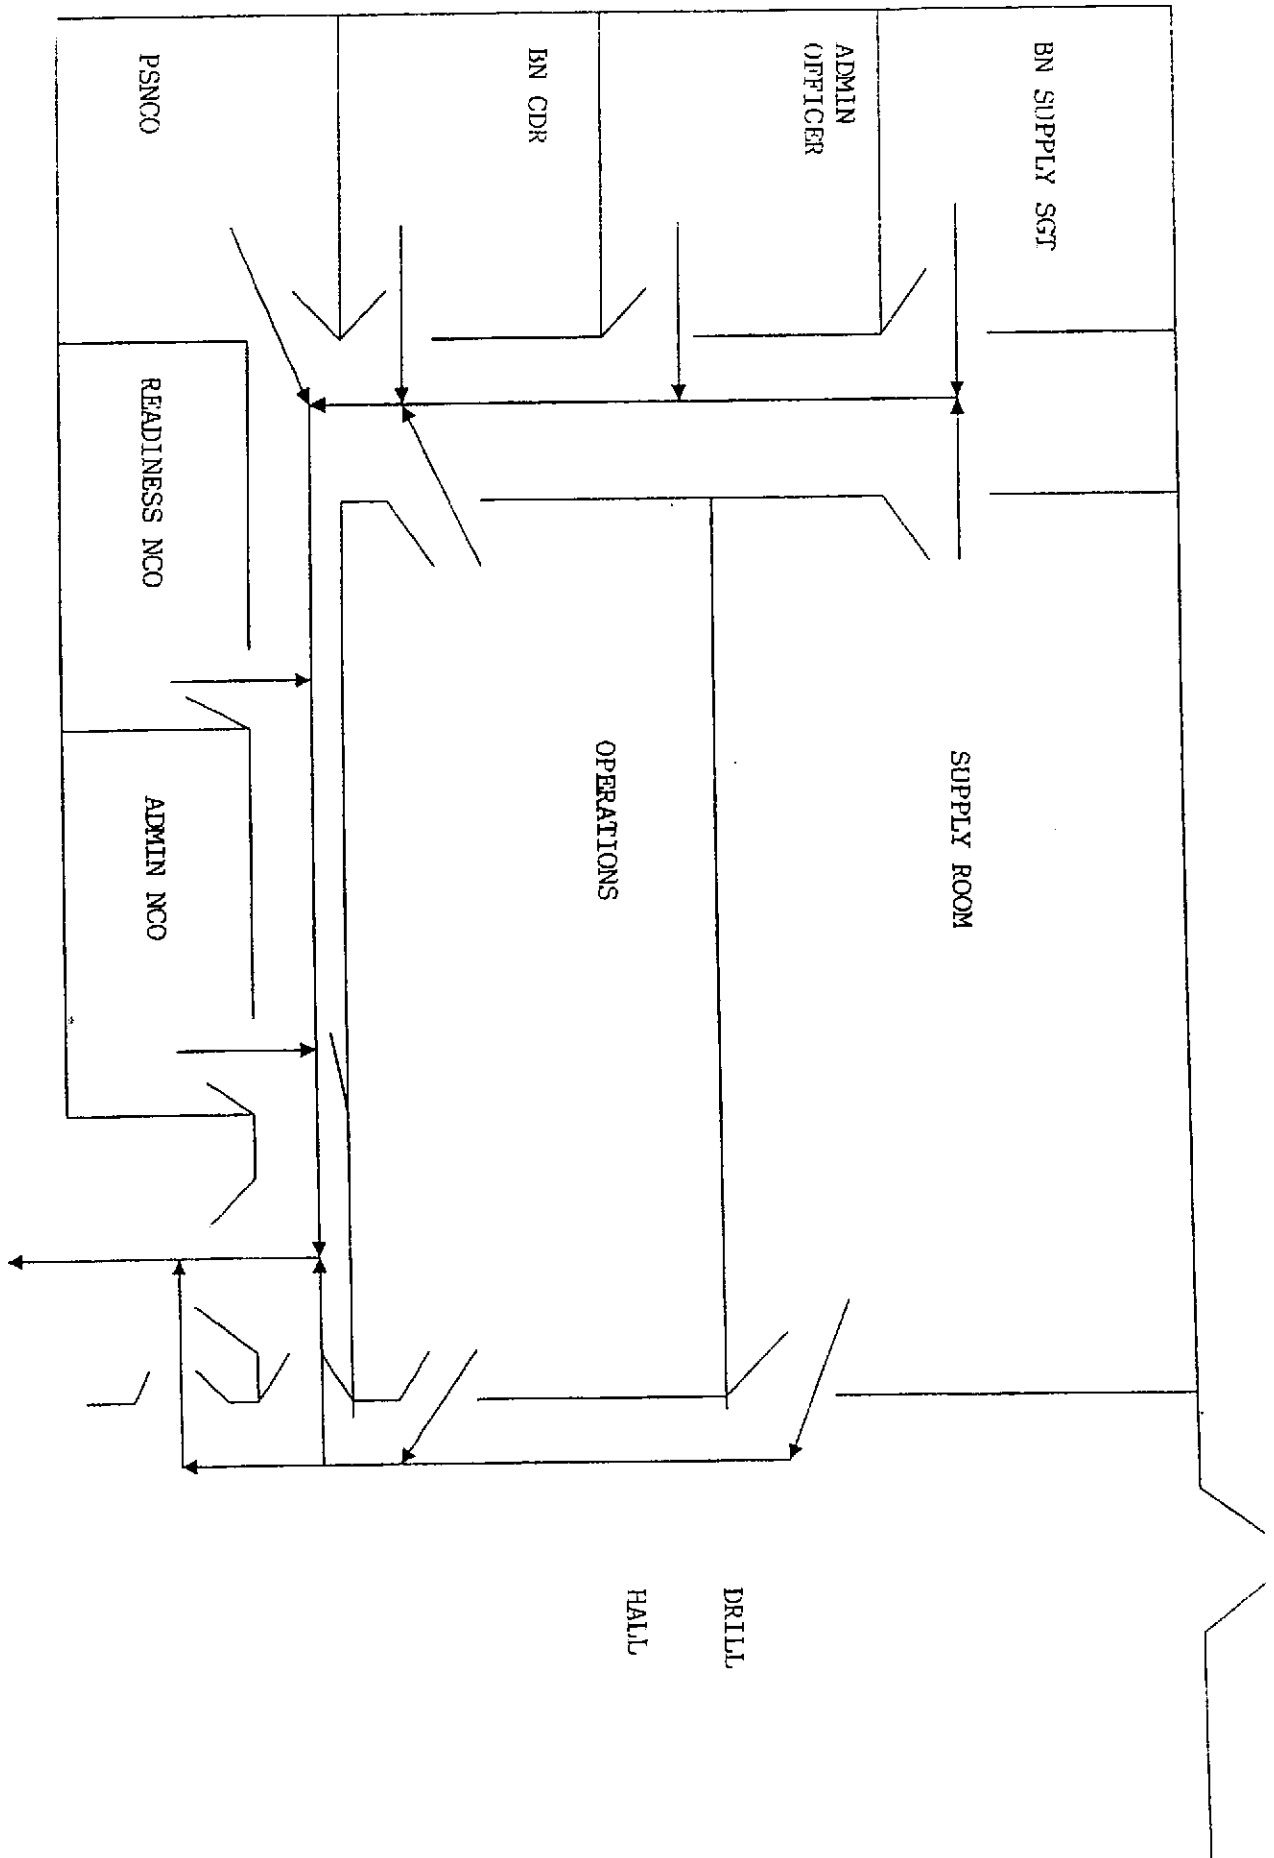 BN SUPPLY SGT
ADMIN
OFFICER
BN CDR
PSNCO
SUPPLY ROOM
OPERATIONS
READINESS NCO
ADMIN NCO
DRILL
HALL